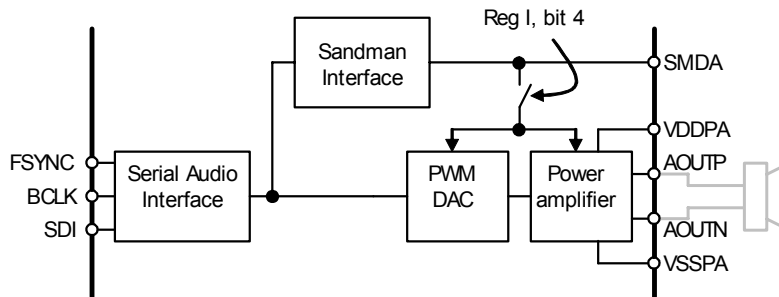 Reg I, bit 4
Sandman
Interface
SMDA
VDDPA
FSYNC
BCLK
SDI
Serial Audio
Interface
PWM
DAC
Power
amplifier
AOUTP
AOUTN
VSSPA